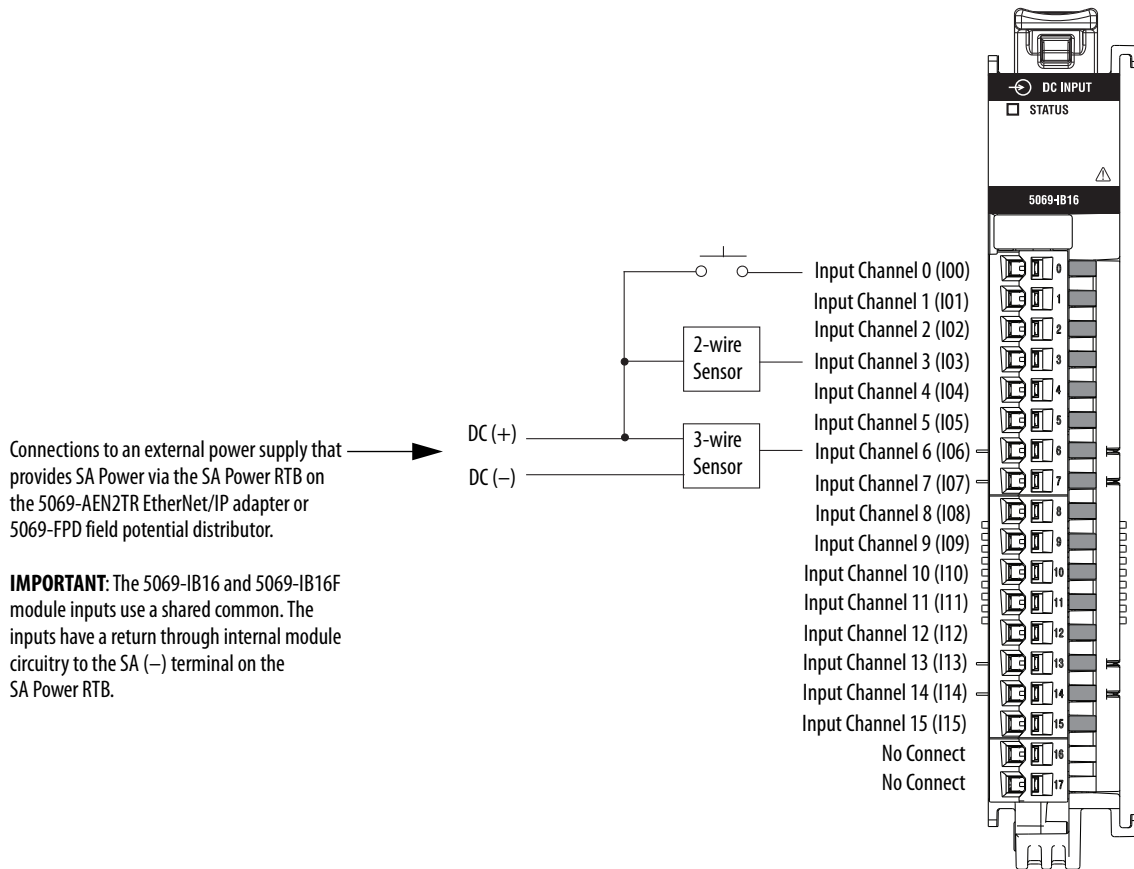 DC INPUT
STATUS
5069-IB16
Input Channel 0 (I00)
0
Input Channel 1 (I01)
1
Input Channel 2 (I02)
2
2-wire
Sensor
Input Channel 3 (I03)
3
Input Channel 4 (I04)
4
Input Channel 5 (I05)
5
DC (+)
DC (–)
3-wire
Sensor
Input Channel 6 (I06)
6
Input Channel 7 (I07)
7
Input Channel 8 (I08)
8
Input Channel 9 (I09)
9
Input Channel 10 (I10)
10
Input Channel 11 (I11)
11
Input Channel 12 (I12)
12
Input Channel 13 (I13)
13
Input Channel 14 (I14)
14
Input Channel 15 (I15)
15
No Connect
16
No Connect
17
Connections to an external power supply that
provides SA Power via the SA Power RTB on
the 5069-AEN2TR EtherNet/IP adapter or
5069-FPD field potential distributor.
IMPORTANT: The 5069-IB16 and 5069-IB16F
module inputs use a shared common. The
inputs have a return through internal module
circuitry to the SA (–) terminal on the
SA Power RTB.